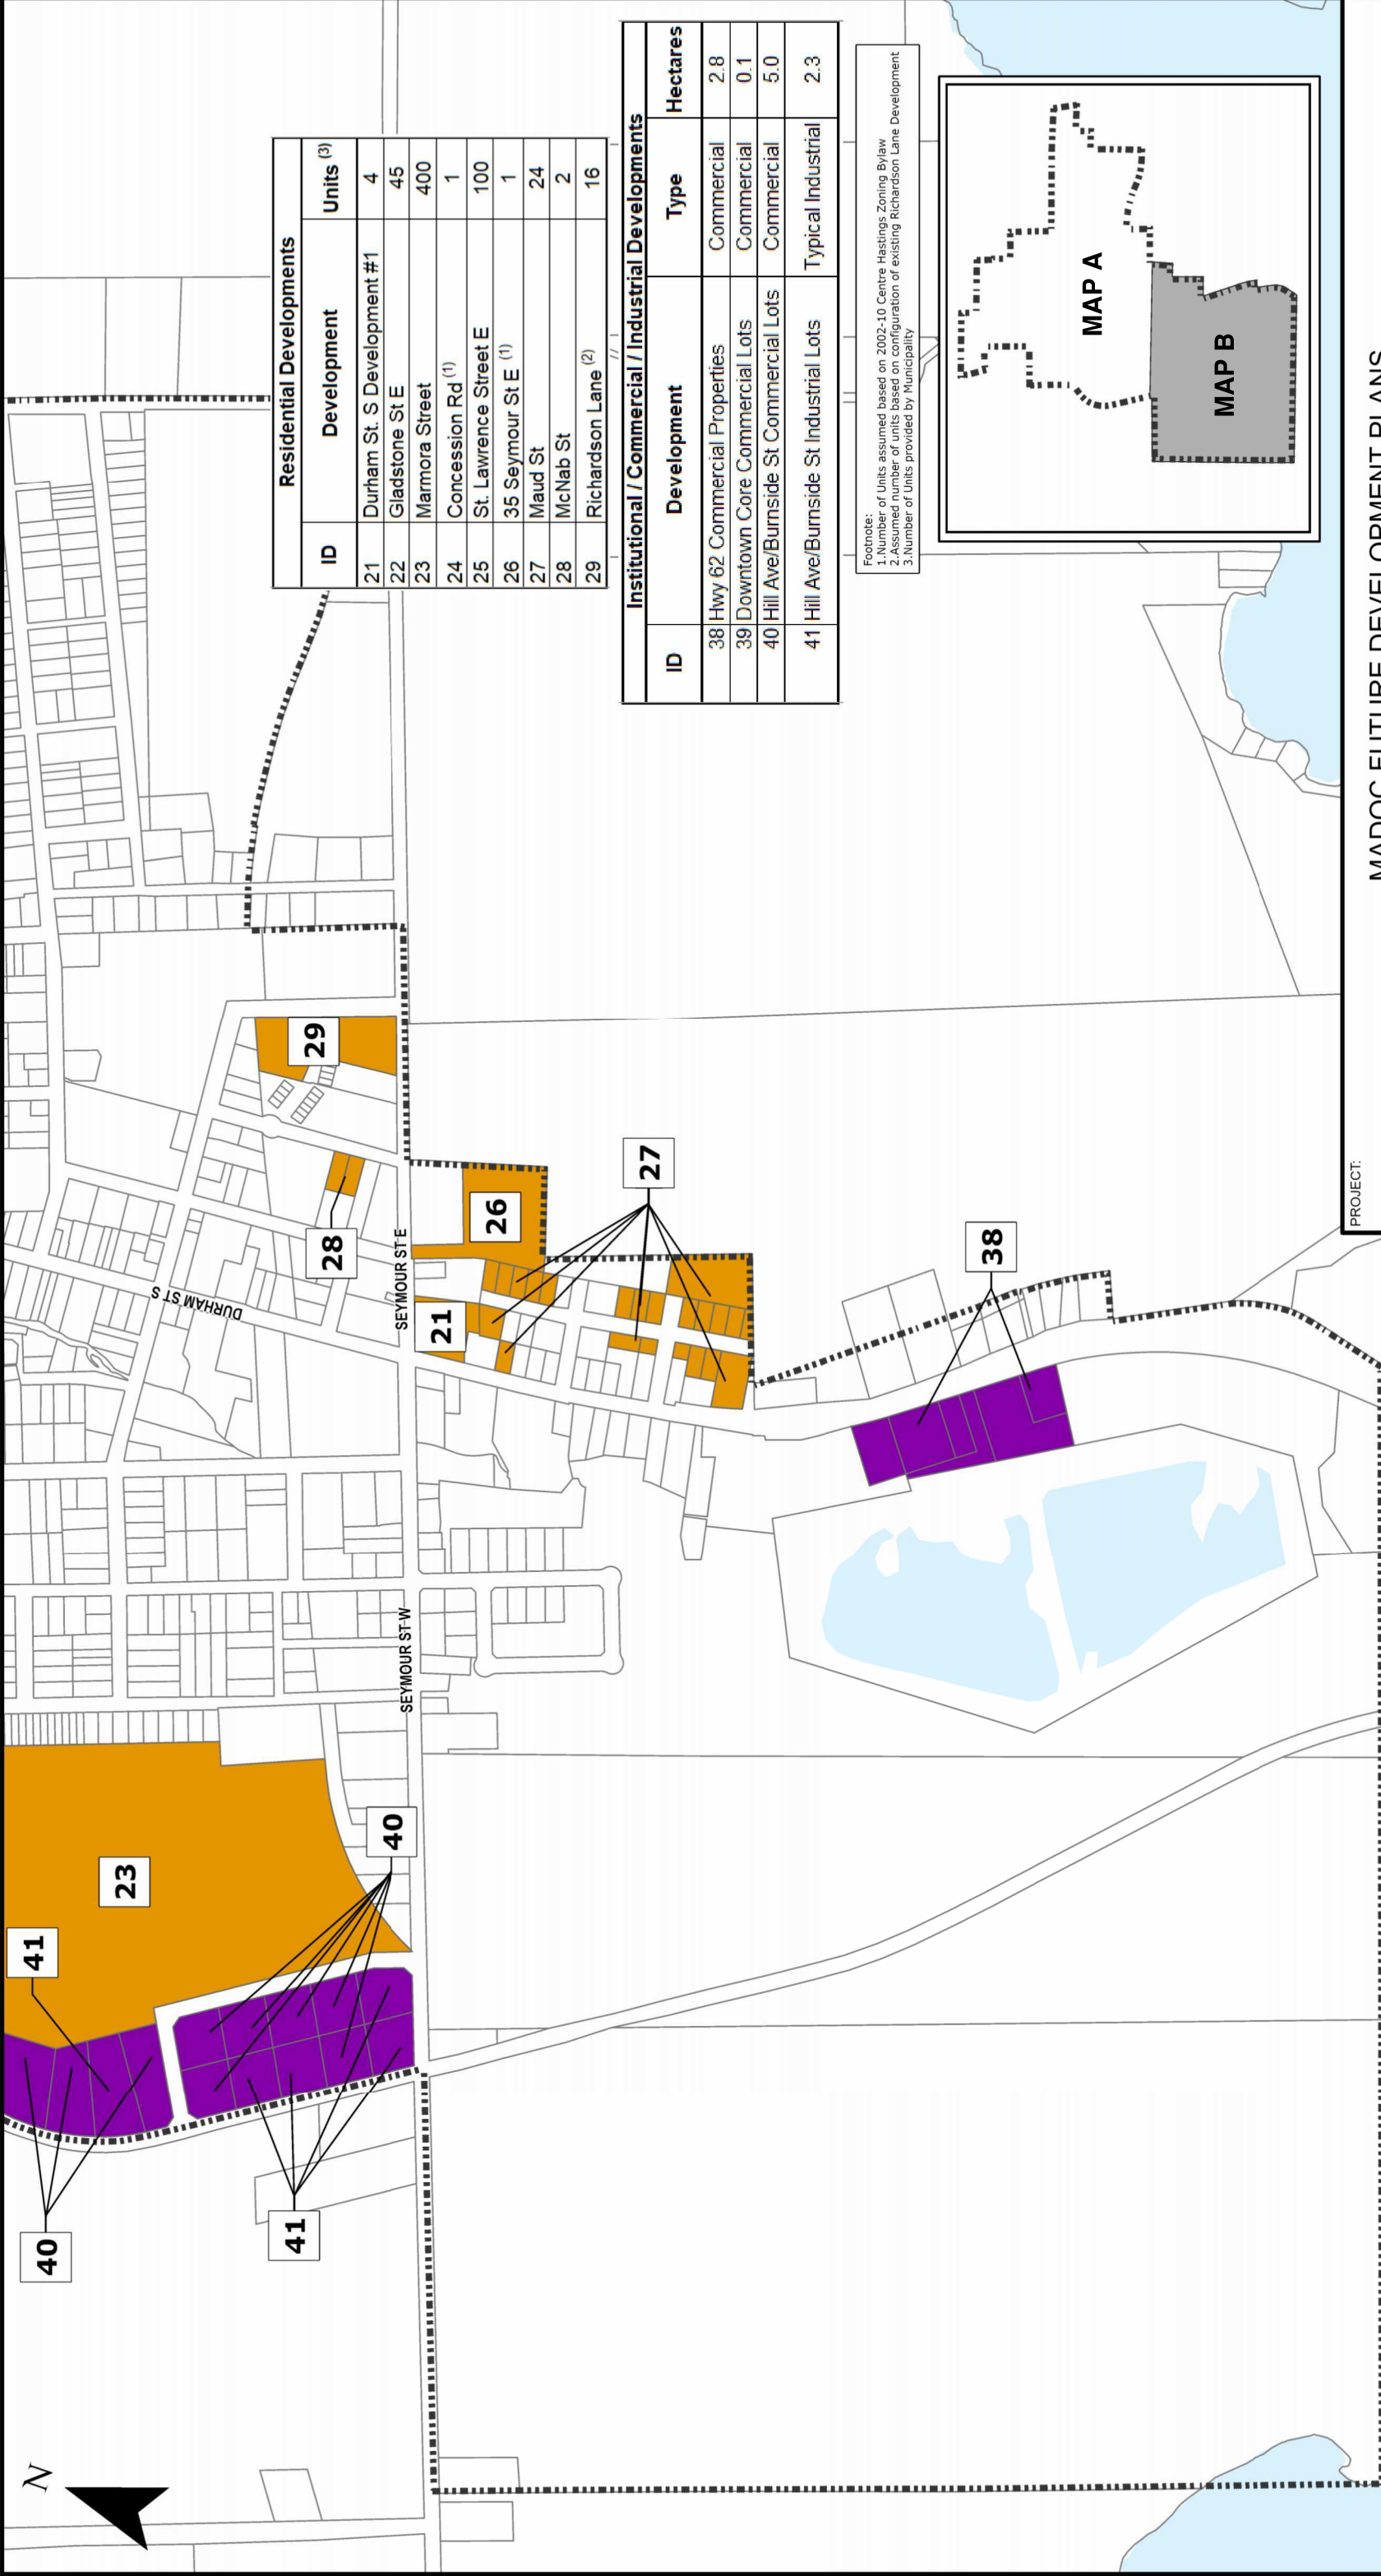 N
40
41
23
41
40
DURHAM ST S
SEYMOUR ST W
SEYMOUR ST E
28
29
21
26
27
38
Residential Developments
ID Development Units (3)
21 Durham St. S Development #1 4
22 Gladstone St E 45
23 Marmora Street 400
24 Concession Rd (1) 1
25 St. Lawrence Street E 100
26 35 Seymour St E (1) 1
27 Maud St 24
28 McNab St 2
29 Richardson Lane (2) 16
Institutional / Commercial / Industrial Developments
ID Development Type Hectares
38 Hwy 62 Commercial Properties Commercial 2.8
39 Downtown Core Commercial Lots Commercial 0.1
40 Hill Ave/Burnside St Commercial Lots Commercial 5.0
41 Hill Ave/Burnside St Industrial Lots Typical Industrial 2.3
Footnote:
1.Number of Units assumed based on 2002-10 Centre Hastings Zoning Bylaw
2.Assumed number of units based on configuration of existing Richardson Lane Development
3.Number of Units provided by Municipality
MAP A
MAP B
PROJECT:
MADOC FUTURE DEVELOPMENT PLANS